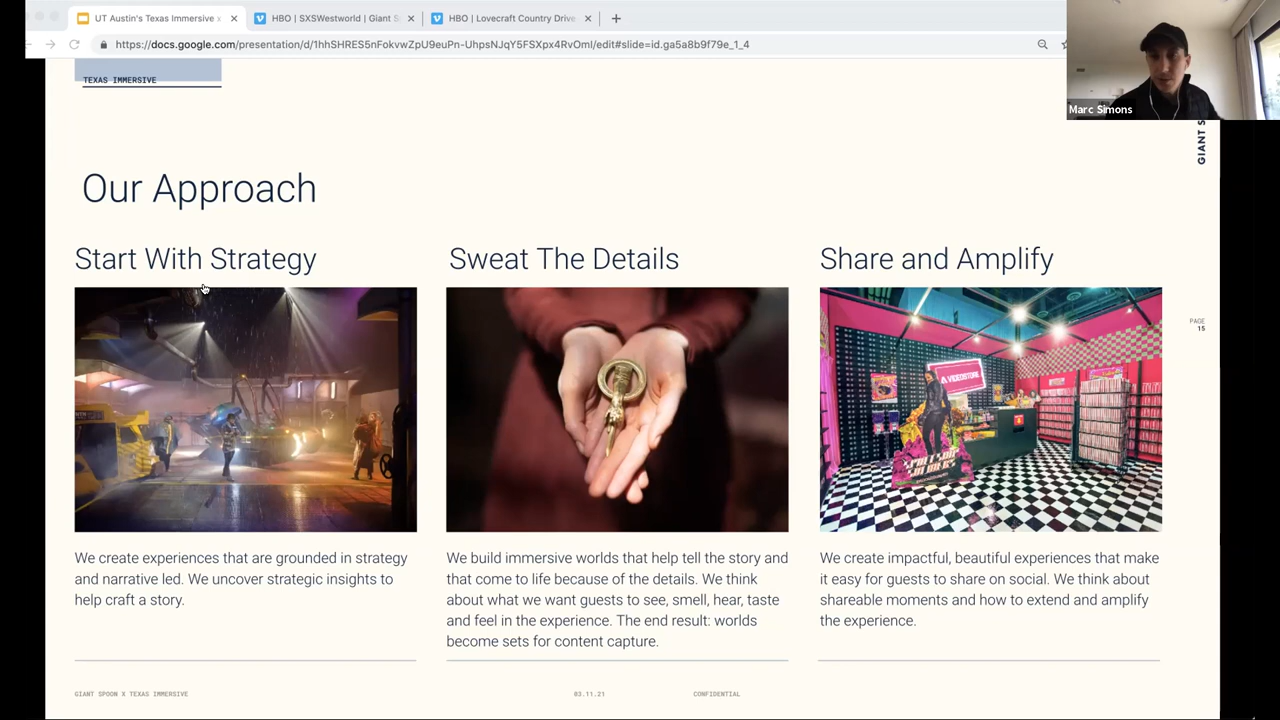 UT Austin's Texas Immersive x
HBO | SXSWestworld | Giant S
HBO | Lovecraft Country Drive
https://docs.google.com/presentation/d/1hhSHRES5nFokvwZpU9euPn-UhpsNJqY5FSXpx4RvOmI/edit#slide=id.ga5a8b9f79e_1_4
Marc Simons
TEXAS IMMERSIVE
GIANT S
Our Approach
Start With Strategy
Sweat The Details
Share and Amplify
VIDEOSTORE
PAGE
15
We create experiences that are grounded in strategy
and narrative led. We uncover strategic insights to
help craft a story.
We build immersive worlds that help tell the story and
that come to life because of the details. We think
about what we want guests to see, smell, hear, taste
and feel in the experience. The end result: worlds
become sets for content capture.
We create impactful, beautiful experiences that make
it easy for guests to share on social. We think about
shareable moments and how to extend and amplify
the experience.
GIANT SPOON X TEXAS IMMERSIVE
03.11.21
CONFIDENTIAL